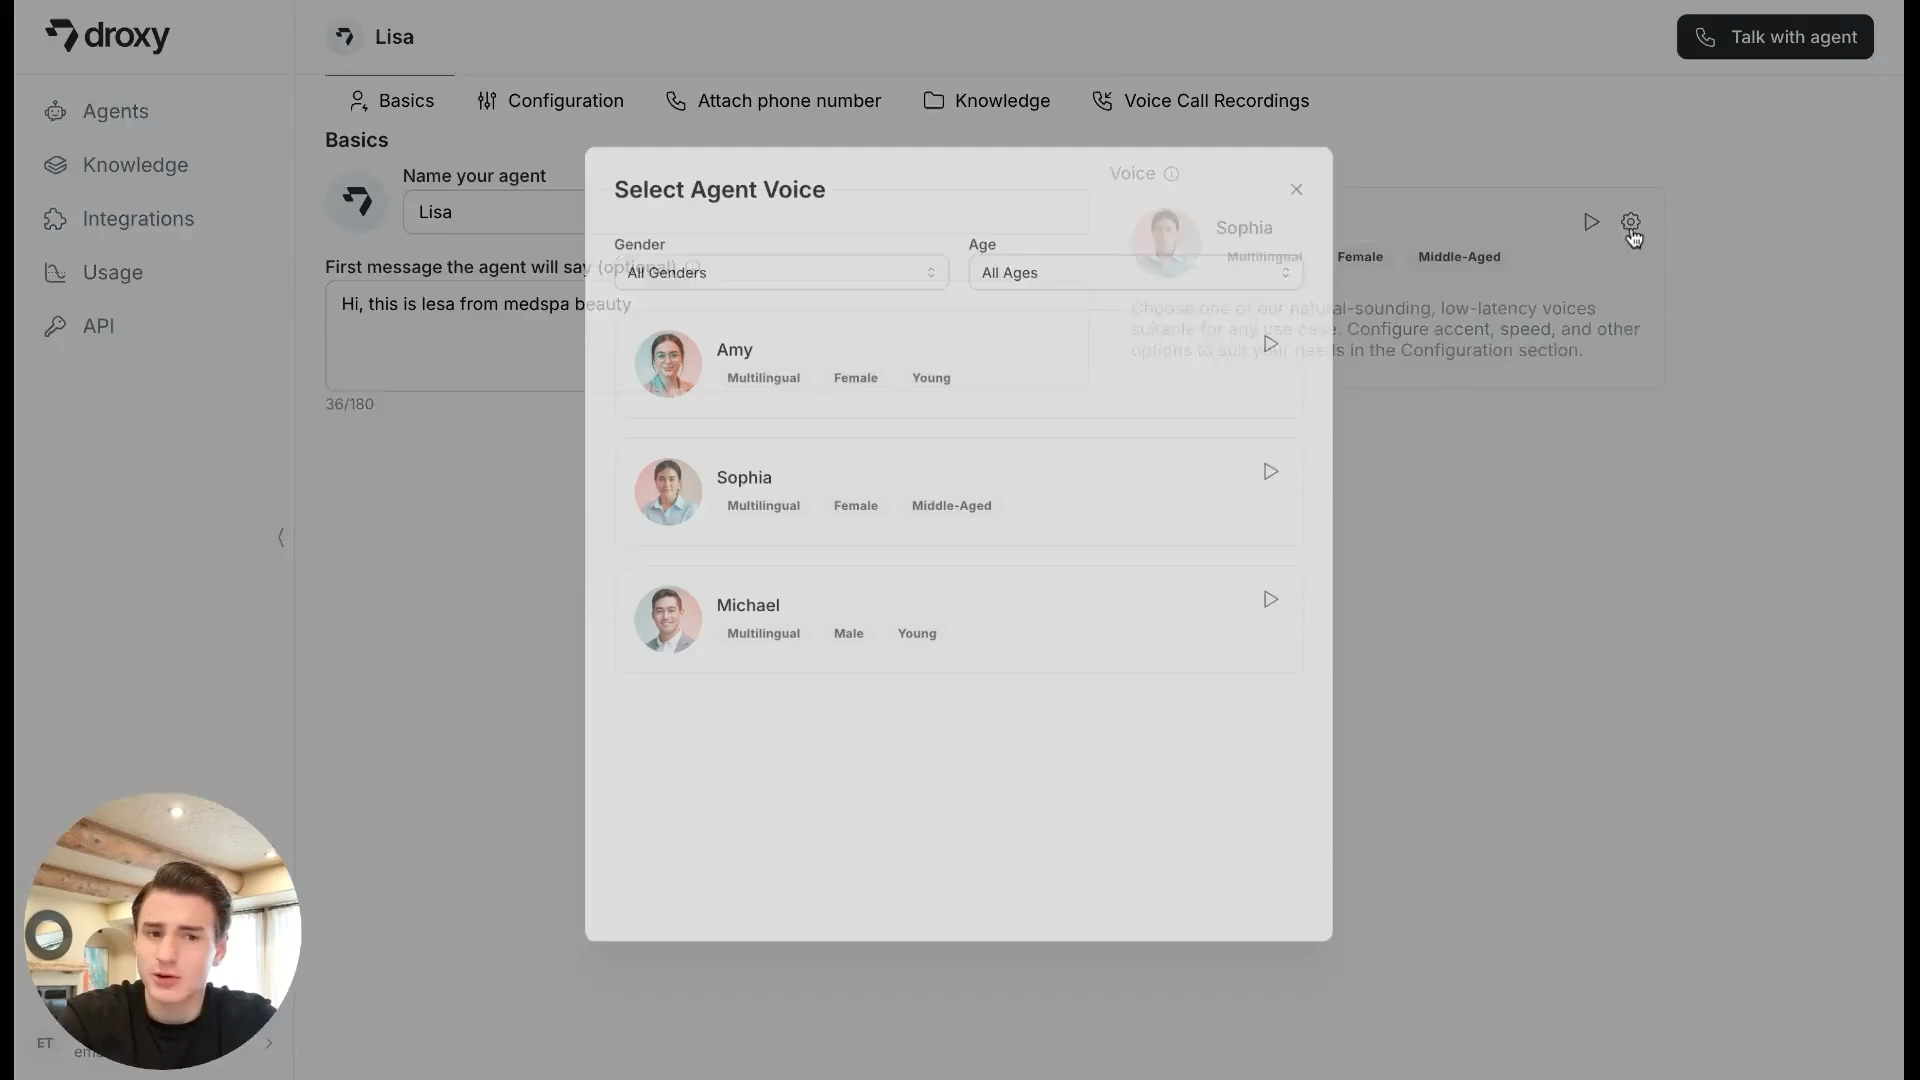 droxy
Lisa
Talk with agent
Agents
Knowledge
Integrations
Usage
API
Basics
Configuration
Attach phone number
Knowledge
Voice Call Recordings
Basics
Name your agent
Lisa
First message the agent will say (optional)
Hi, this is lesa from medspa beauty
36/180
Voice
Sophia
Multilingual
Female
Middle-Aged
Choose one of our natural-sounding, low-latency voices
suitable for any use case. Configure accent, speed, and other
options to suit your needs in the Configuration section.
Select Agent Voice
Gender
All Genders
Age
All Ages
Amy
Multilingual
Female
Young
Sophia
Multilingual
Female
Middle-Aged
Michael
Multilingual
Male
Young
ET